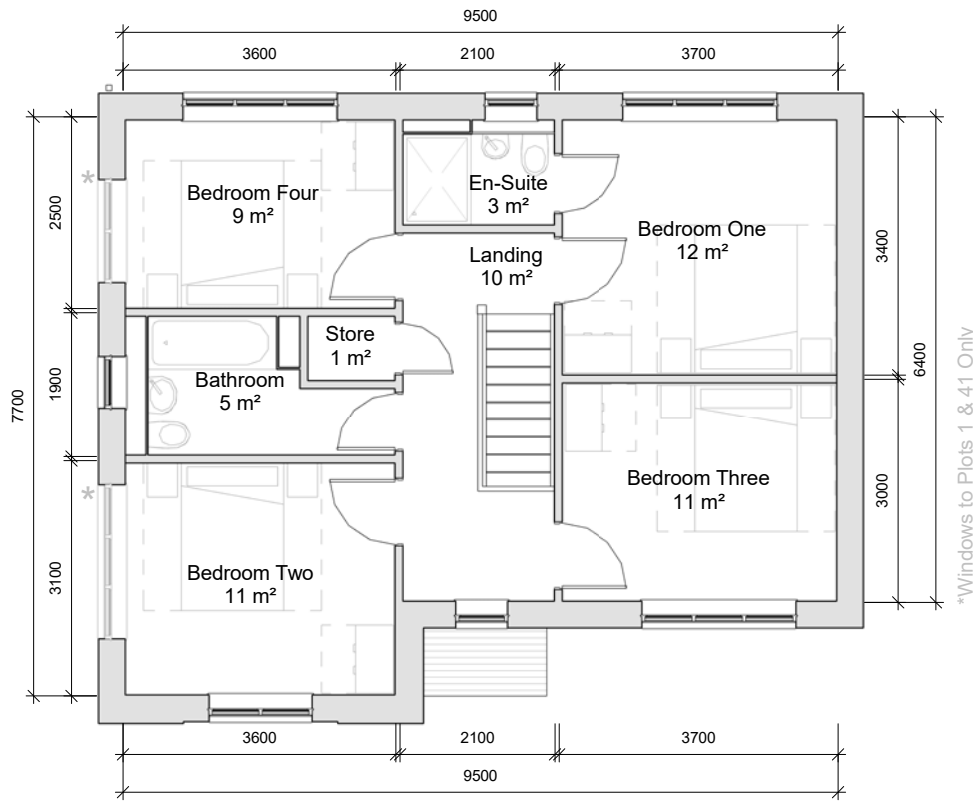 9500
3600
2100
3700
Bedroom Four
9 m²
En-Suite
3 m²
Bedroom One
12 m²
Landing
10 m²
Store
1 m²
Bathroom
5 m²
Bedroom Three
11 m²
Bedroom Two
11 m²
*
*
2500
1900
3100
7700
3400
3000
6400
*Windows to Plots 1 & 41 Only
3600
2100
3700
9500